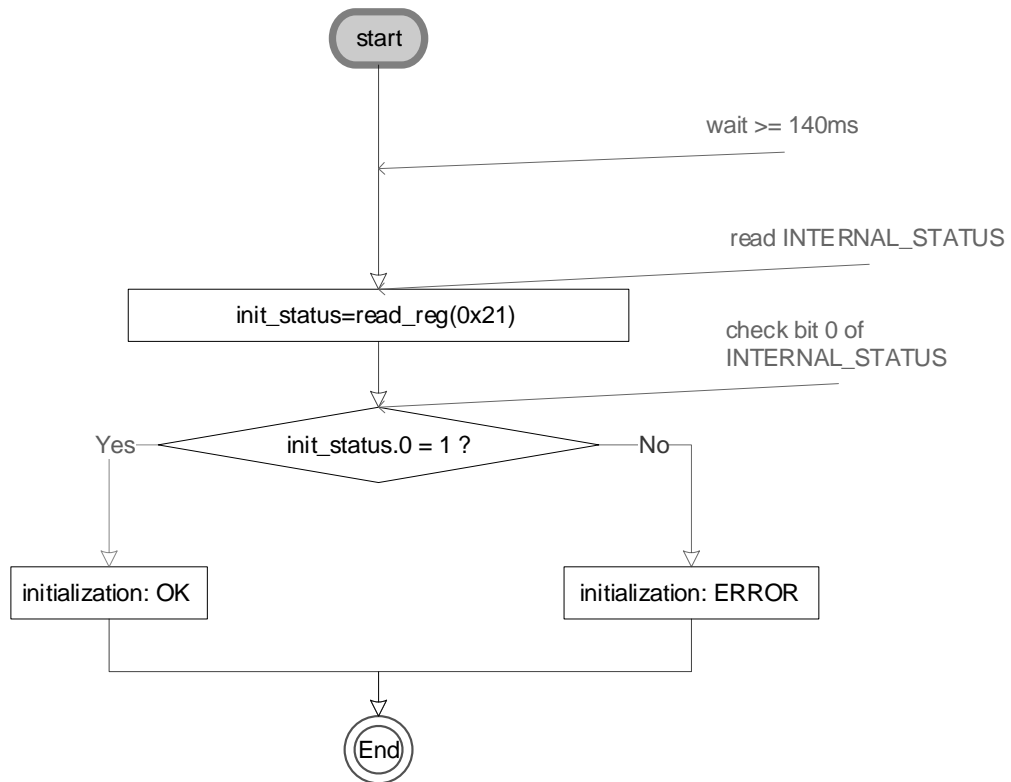 start
wait >= 140ms
read INTERNAL_STATUS
init_status=read_reg(0x21)
check bit 0 of
INTERNAL_STATUS
Yes
init_status.0 = 1 ?
No
initialization: OK
initialization: ERROR
End